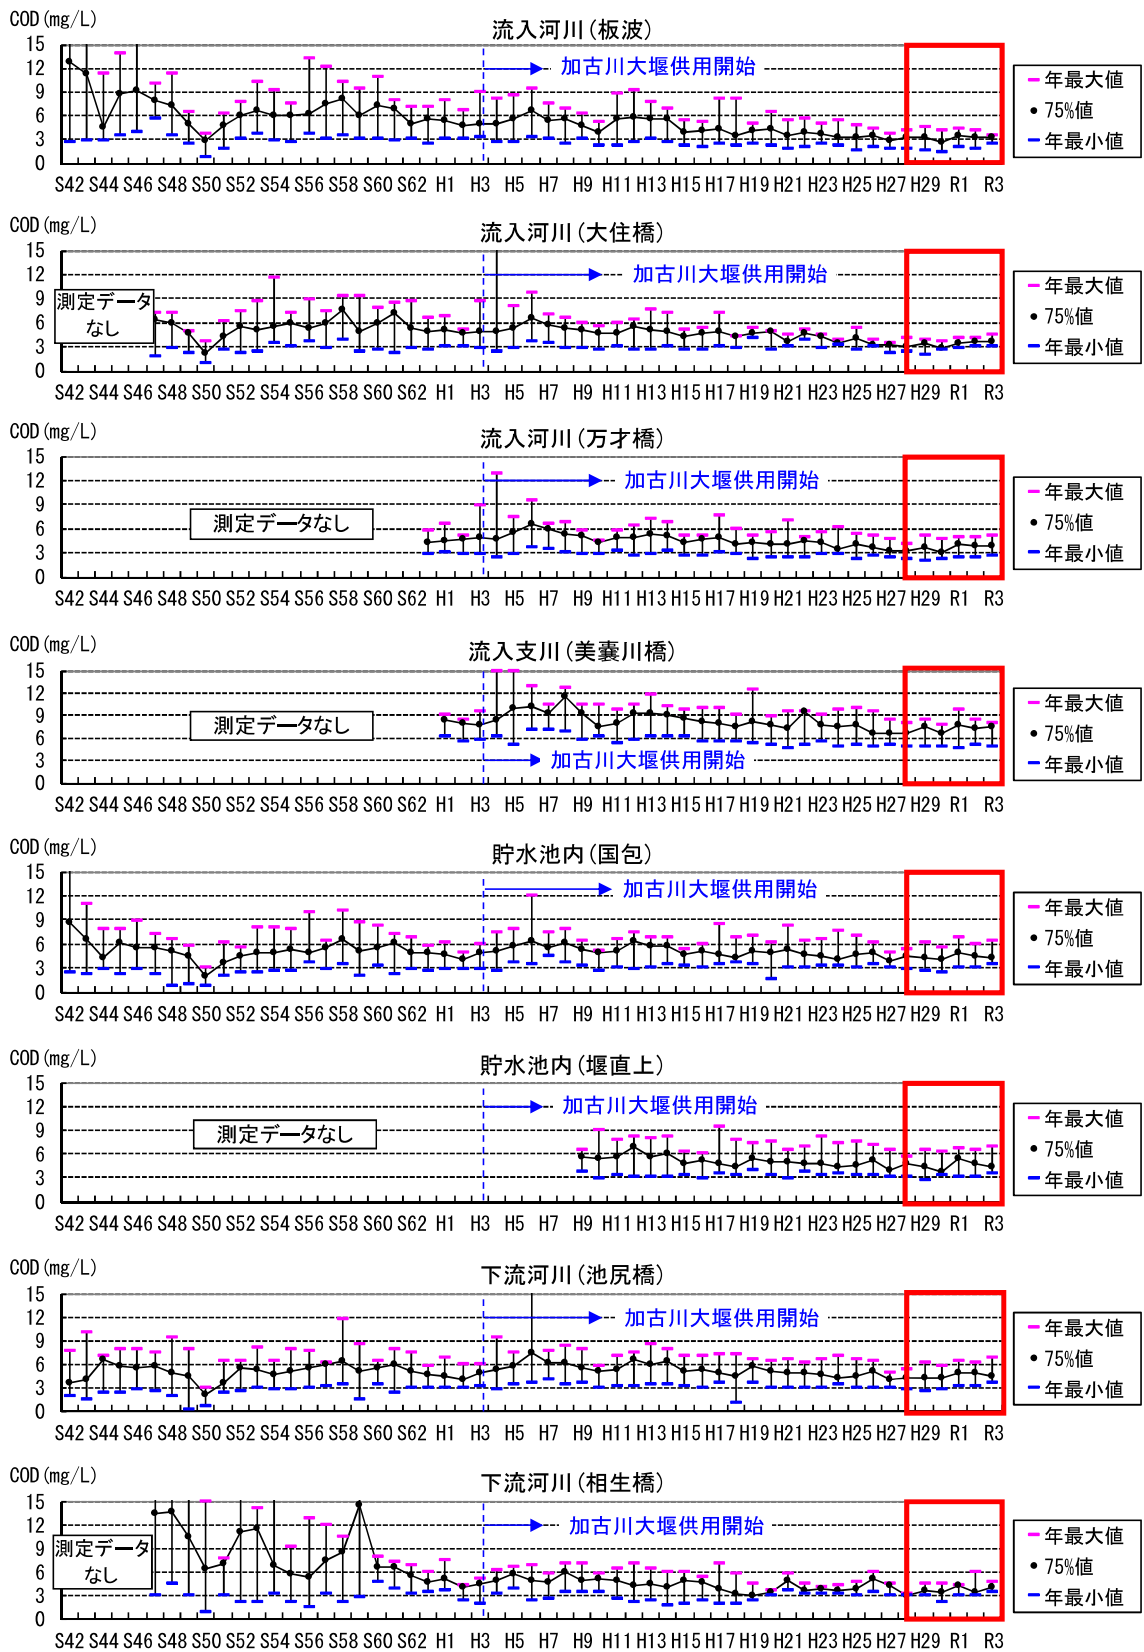 COD(mg/L)
流入河川(板波)
15
12
9
6
3
0
加古川大堰供用開始
年最大値
75%値
年最小値
S42 S44 S46 S48 S50 S52 S54 S56 S58 S60 S62 H1 H3 H5 H7 H9 H11 H13 H15 H17 H19 H21 H23 H25 H27 H29 R1 R3
COD(mg/L)
流入河川(大住橋)
15
12
9
6
3
0
加古川大堰供用開始
測定データ
なし
年最大値
75%値
年最小値
S42 S44 S46 S48 S50 S52 S54 S56 S58 S60 S62 H1 H3 H5 H7 H9 H11 H13 H15 H17 H19 H21 H23 H25 H27 H29 R1 R3
COD(mg/L)
流入河川(万才橋)
15
12
9
6
3
0
加古川大堰供用開始
測定データなし
年最大値
75%値
年最小値
S42 S44 S46 S48 S50 S52 S54 S56 S58 S60 S62 H1 H3 H5 H7 H9 H11 H13 H15 H17 H19 H21 H23 H25 H27 H29 R1 R3
COD(mg/L)
流入支川(美嚢川橋)
15
12
9
6
3
0
測定データなし
加古川大堰供用開始
年最大値
75%値
年最小値
S42 S44 S46 S48 S50 S52 S54 S56 S58 S60 S62 H1 H3 H5 H7 H9 H11 H13 H15 H17 H19 H21 H23 H25 H27 H29 R1 R3
COD(mg/L)
貯水池内(国包)
15
12
9
6
3
0
加古川大堰供用開始
年最大値
75%値
年最小値
S42 S44 S46 S48 S50 S52 S54 S56 S58 S60 S62 H1 H3 H5 H7 H9 H11 H13 H15 H17 H19 H21 H23 H25 H27 H29 R1 R3
COD(mg/L)
貯水池内(堰直上)
15
12
9
6
3
0
加古川大堰供用開始
測定データなし
年最大値
75%値
年最小値
S42 S44 S46 S48 S50 S52 S54 S56 S58 S60 S62 H1 H3 H5 H7 H9 H11 H13 H15 H17 H19 H21 H23 H25 H27 H29 R1 R3
COD(mg/L)
下流河川(池尻橋)
15
12
9
6
3
0
加古川大堰供用開始
年最大値
75%値
年最小値
S42 S44 S46 S48 S50 S52 S54 S56 S58 S60 S62 H1 H3 H5 H7 H9 H11 H13 H15 H17 H19 H21 H23 H25 H27 H29 R1 R3
COD(mg/L)
下流河川(相生橋)
15
12
9
6
3
0
加古川大堰供用開始
測定データ
なし
年最大値
75%値
年最小値
S42 S44 S46 S48 S50 S52 S54 S56 S58 S60 S62 H1 H3 H5 H7 H9 H11 H13 H15 H17 H19 H21 H23 H25 H27 H29 R1 R3